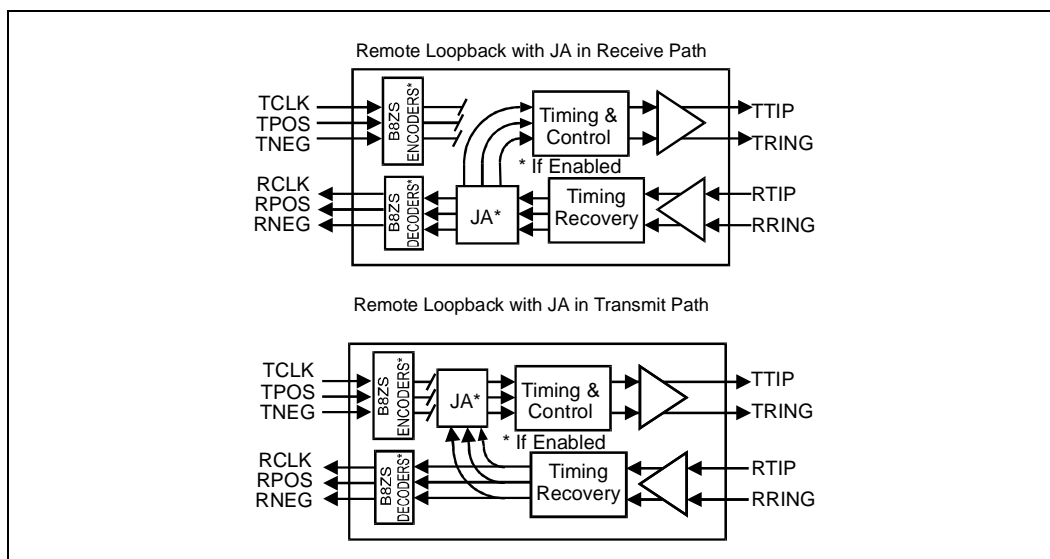 Remote Loopback with JA in Receive Path
TCLK
TPOS
TNEG
B8ZS
ENCODERS*
Timing &
Control
TTIP
TRING
* If Enabled
RCLK
RPOS
RNEG
B8ZS
DECODERS*
JA*
Timing
Recovery
RTIP
RRING
Remote Loopback with JA in Transmit Path
TCLK
TPOS
TNEG
B8ZS
ENCODERS*
JA*
Timing &
Control
TTIP
TRING
* If Enabled
RCLK
RPOS
RNEG
B8ZS
DECODERS*
Timing
Recovery
RTIP
RRING